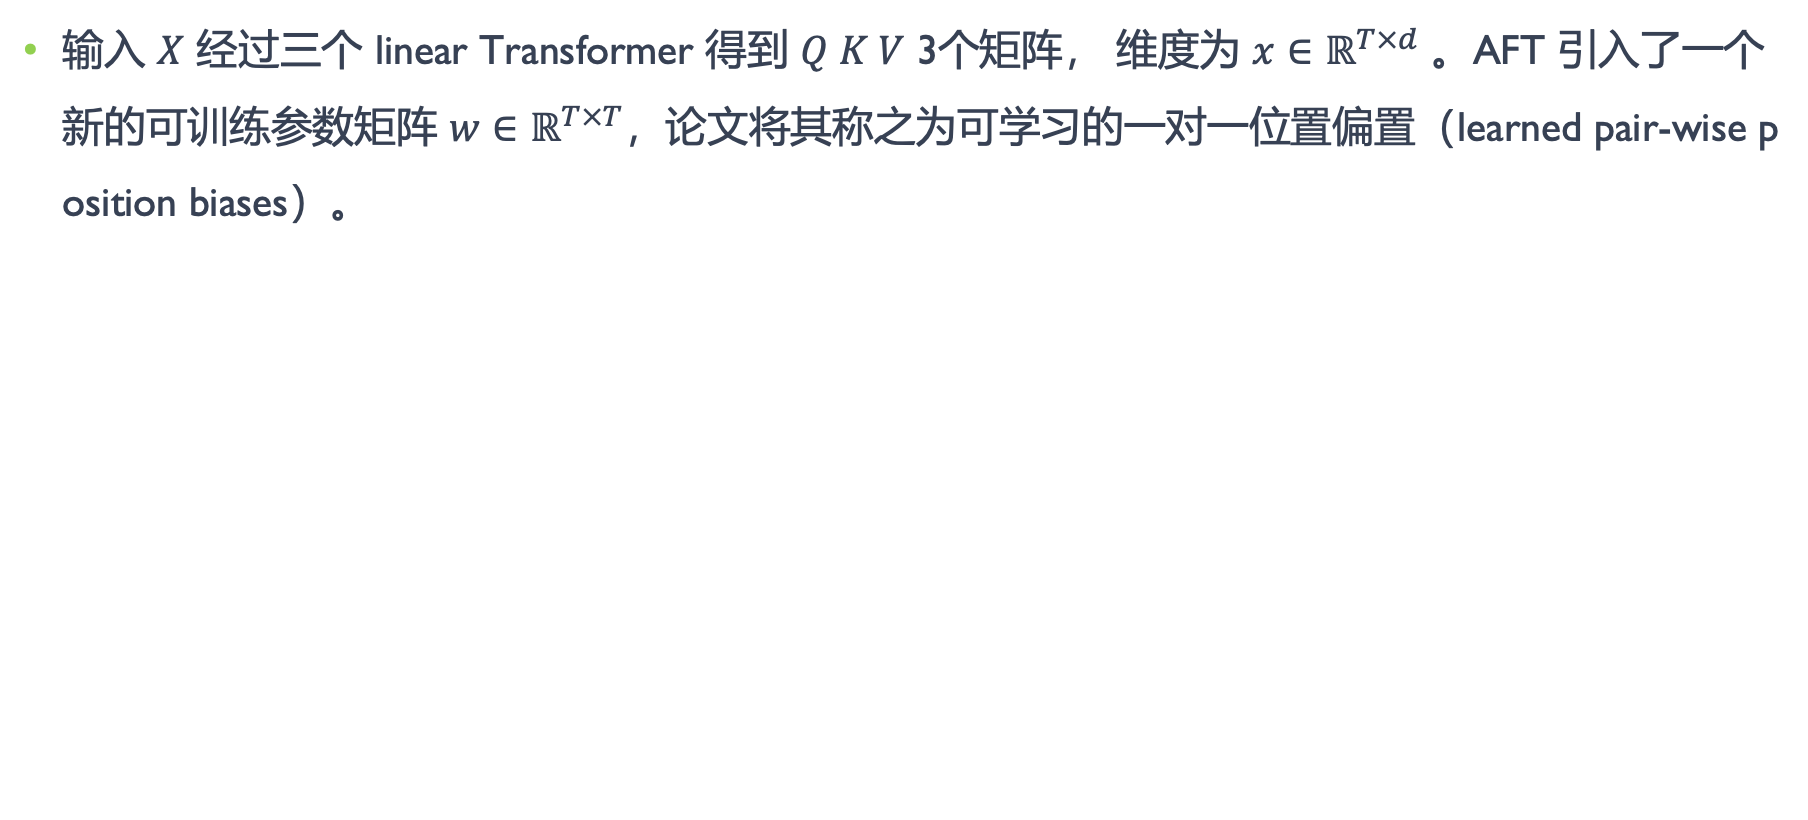 • 输入 X 经过三个 linear Transformer 得到 Q K V 3个矩阵， 维度为 x ∈ ℝ^{T×d} 。AFT 引入了一个
新的可训练参数矩阵 w ∈ ℝ^{T×T}，论文将其称之为可学习的一对一位置偏置（learned pair-wise p
osition biases）。